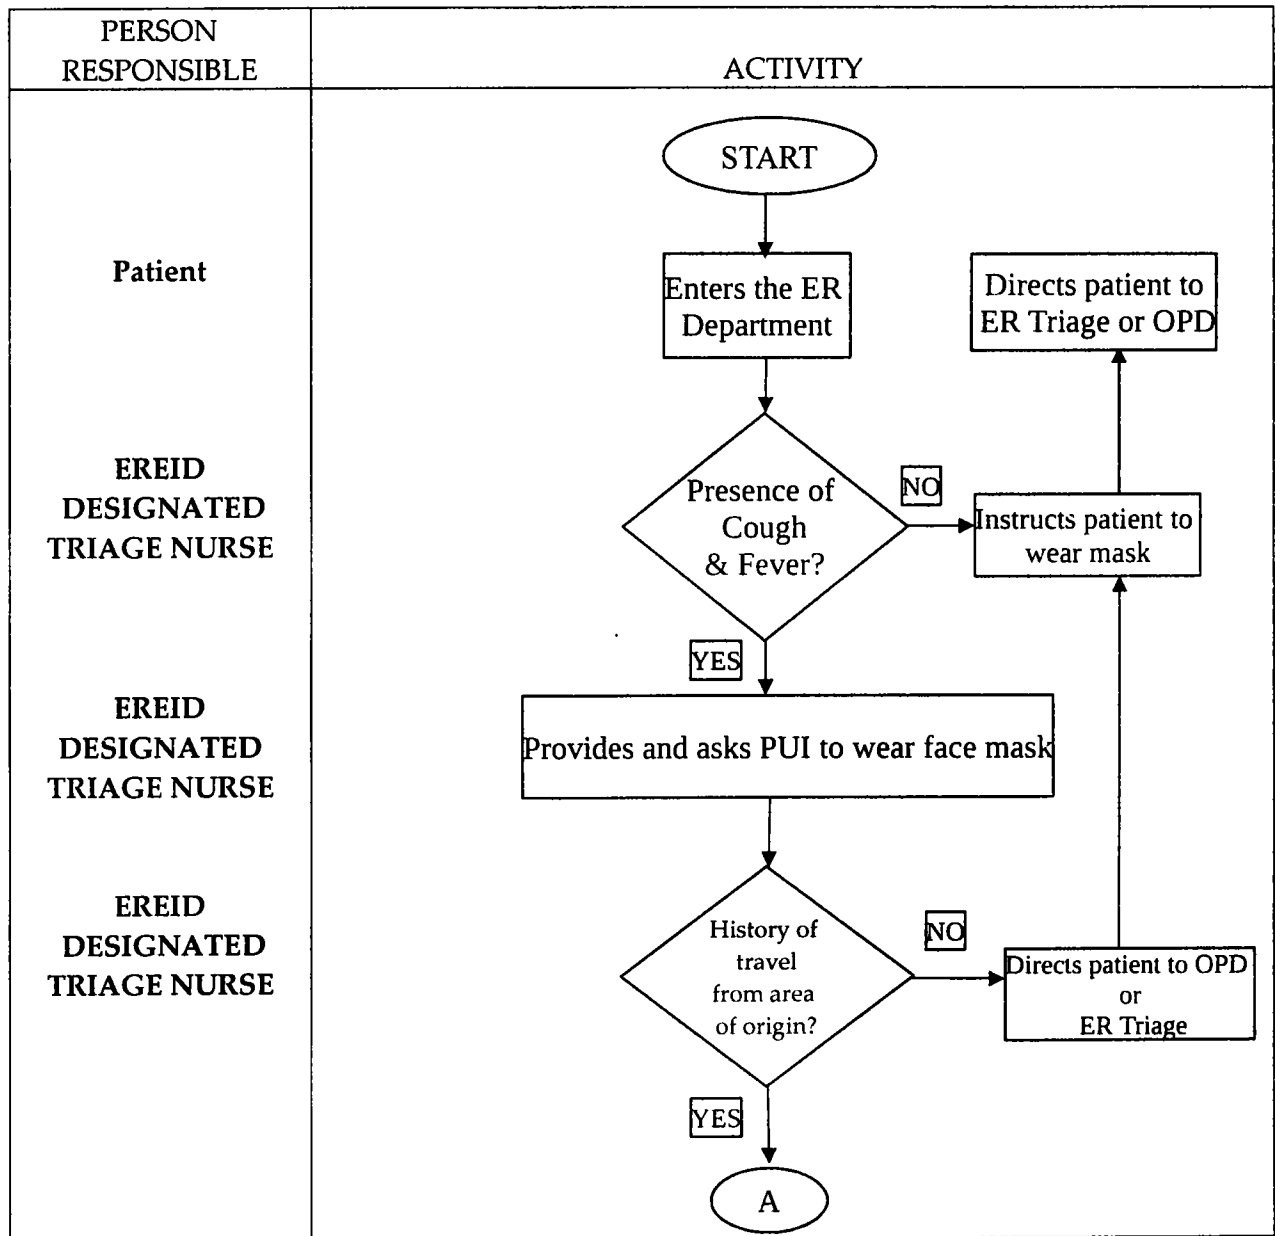 PERSON
RESPONSIBLE
ACTIVITY
START
Patient
Enters the ER
Department
Directs patient to
ER Triage or OPD
EREID
DESIGNATED
TRIAGE NURSE
Presence of
Cough
& Fever?
NO
Instructs patient to
wear mask
YES
EREID
DESIGNATED
TRIAGE NURSE
Provides and asks PUI to wear face mask
EREID
DESIGNATED
TRIAGE NURSE
History of
travel
from area
of origin?
NO
Directs patient to OPD
or
ER Triage
YES
A